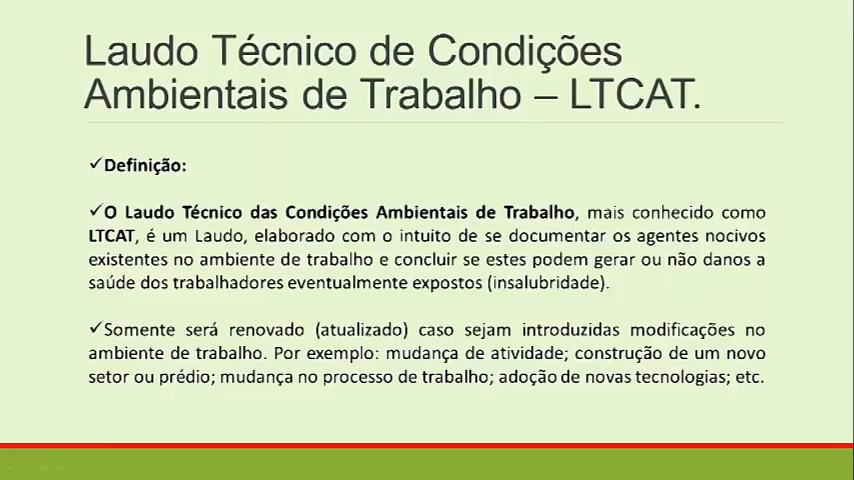 Laudo Técnico de Condições
Ambientais de Trabalho – LTCAT.
✓Definição:
✓O Laudo Técnico das Condições Ambientais de Trabalho, mais conhecido como
LTCAT, é um Laudo, elaborado com o intuito de se documentar os agentes nocivos
existentes no ambiente de trabalho e concluir se estes podem gerar ou não danos a
saúde dos trabalhadores eventualmente expostos (insalubridade).
✓Somente será renovado (atualizado) caso sejam introduzidas modificações no
ambiente de trabalho. Por exemplo: mudança de atividade; construção de um novo
setor ou prédio; mudança no processo de trabalho; adoção de novas tecnologias; etc.